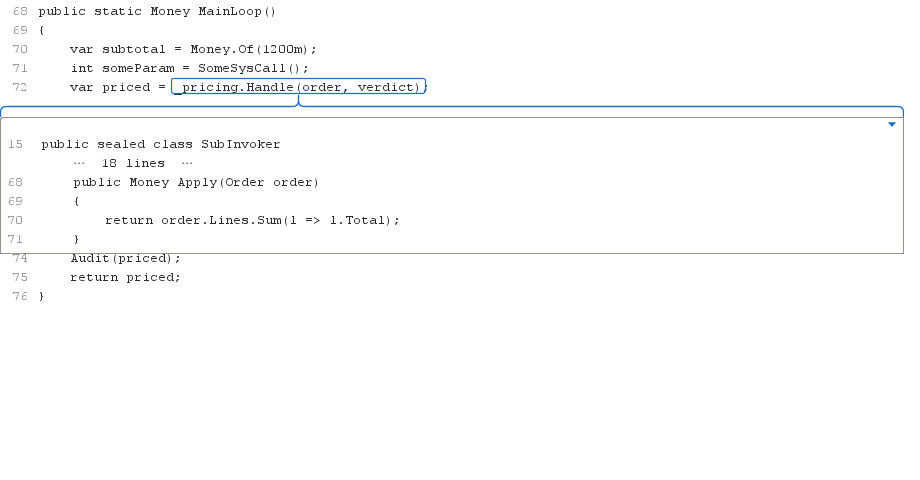 68 public static Money MainLoop()
69 {
70 var subtotal = Money.Of(1200m);
71 int someParam = SomeSysCall();
72 var priced = _pricing.Handle(order, verdict);
15 public sealed class SubInvoker
··· 18 lines ···
68 public Money Apply(Order order)
69 {
70 return order.Lines.Sum(l => l.Total);
71 }
74 Audit(priced);
75 return priced;
76 }